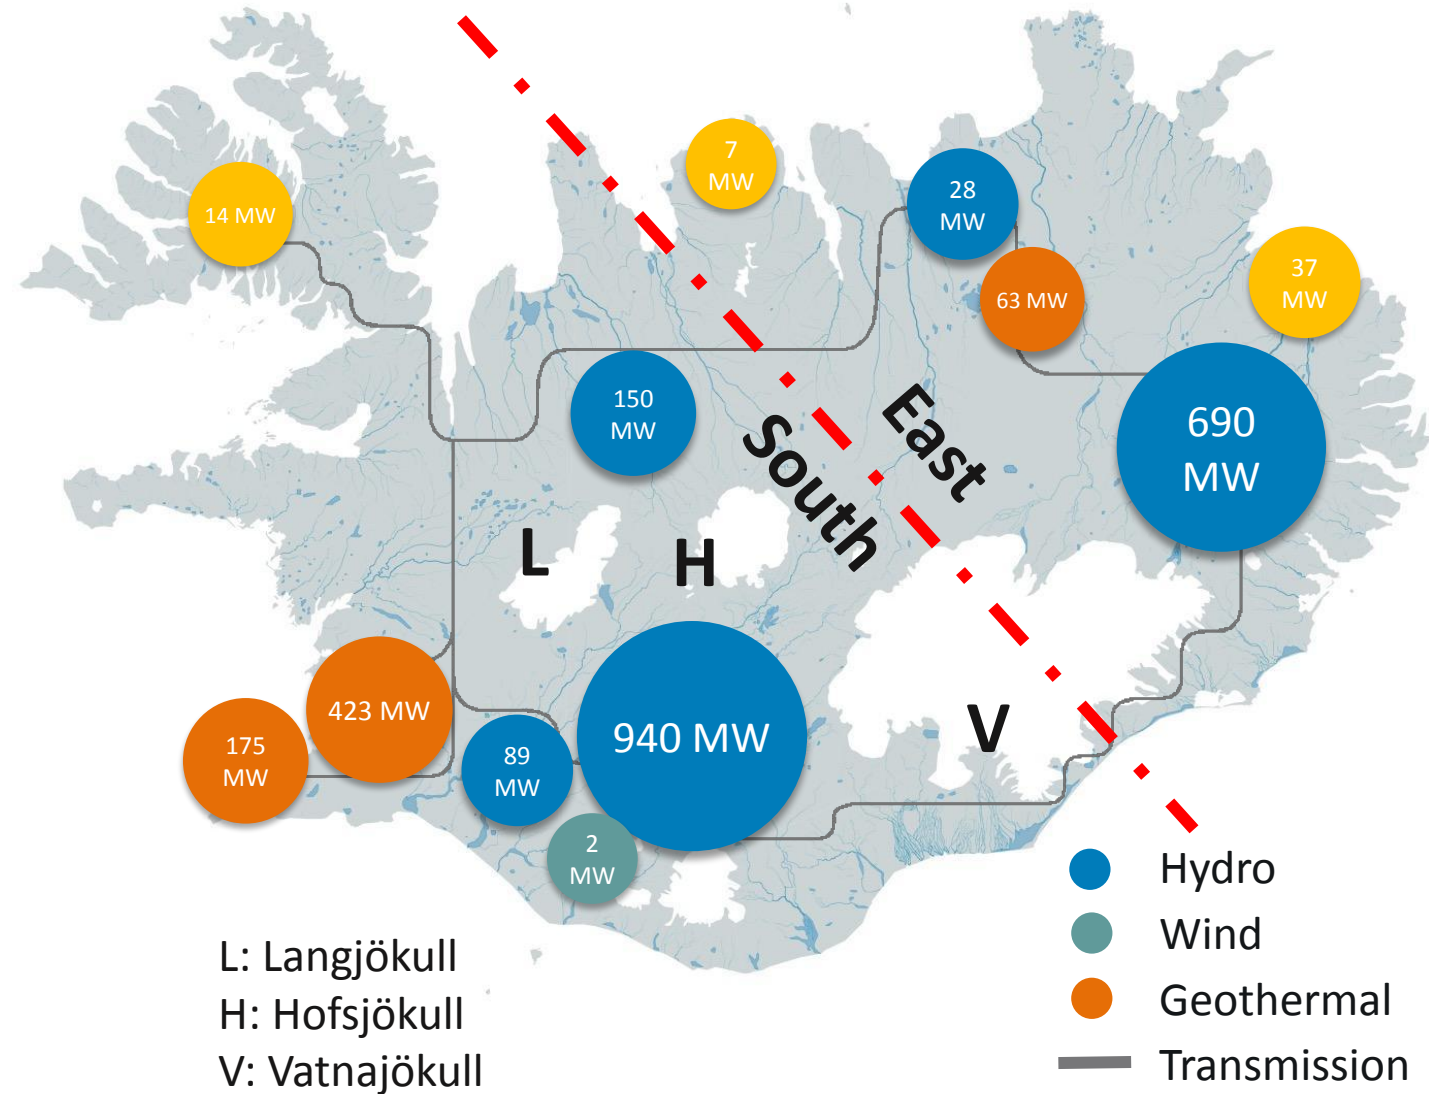 7
MW
14 MW
28
MW
37
MW
63 MW
150
MW
690
MW
East
South
L
H
V
940 MW
423 MW
175
MW
89
MW
2
MW
Hydro
Wind
Geothermal
Transmission
L: Langjökull
H: Hofsjökull
V: Vatnajökull